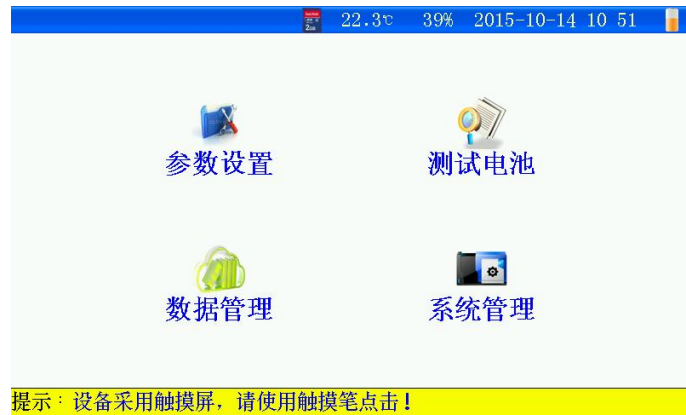 22.3℃ 39% 2015-10-14 10 51
参数设置 测试电池
数据管理 系统管理
提示：设备采用触摸屏，请使用触摸笔点击！